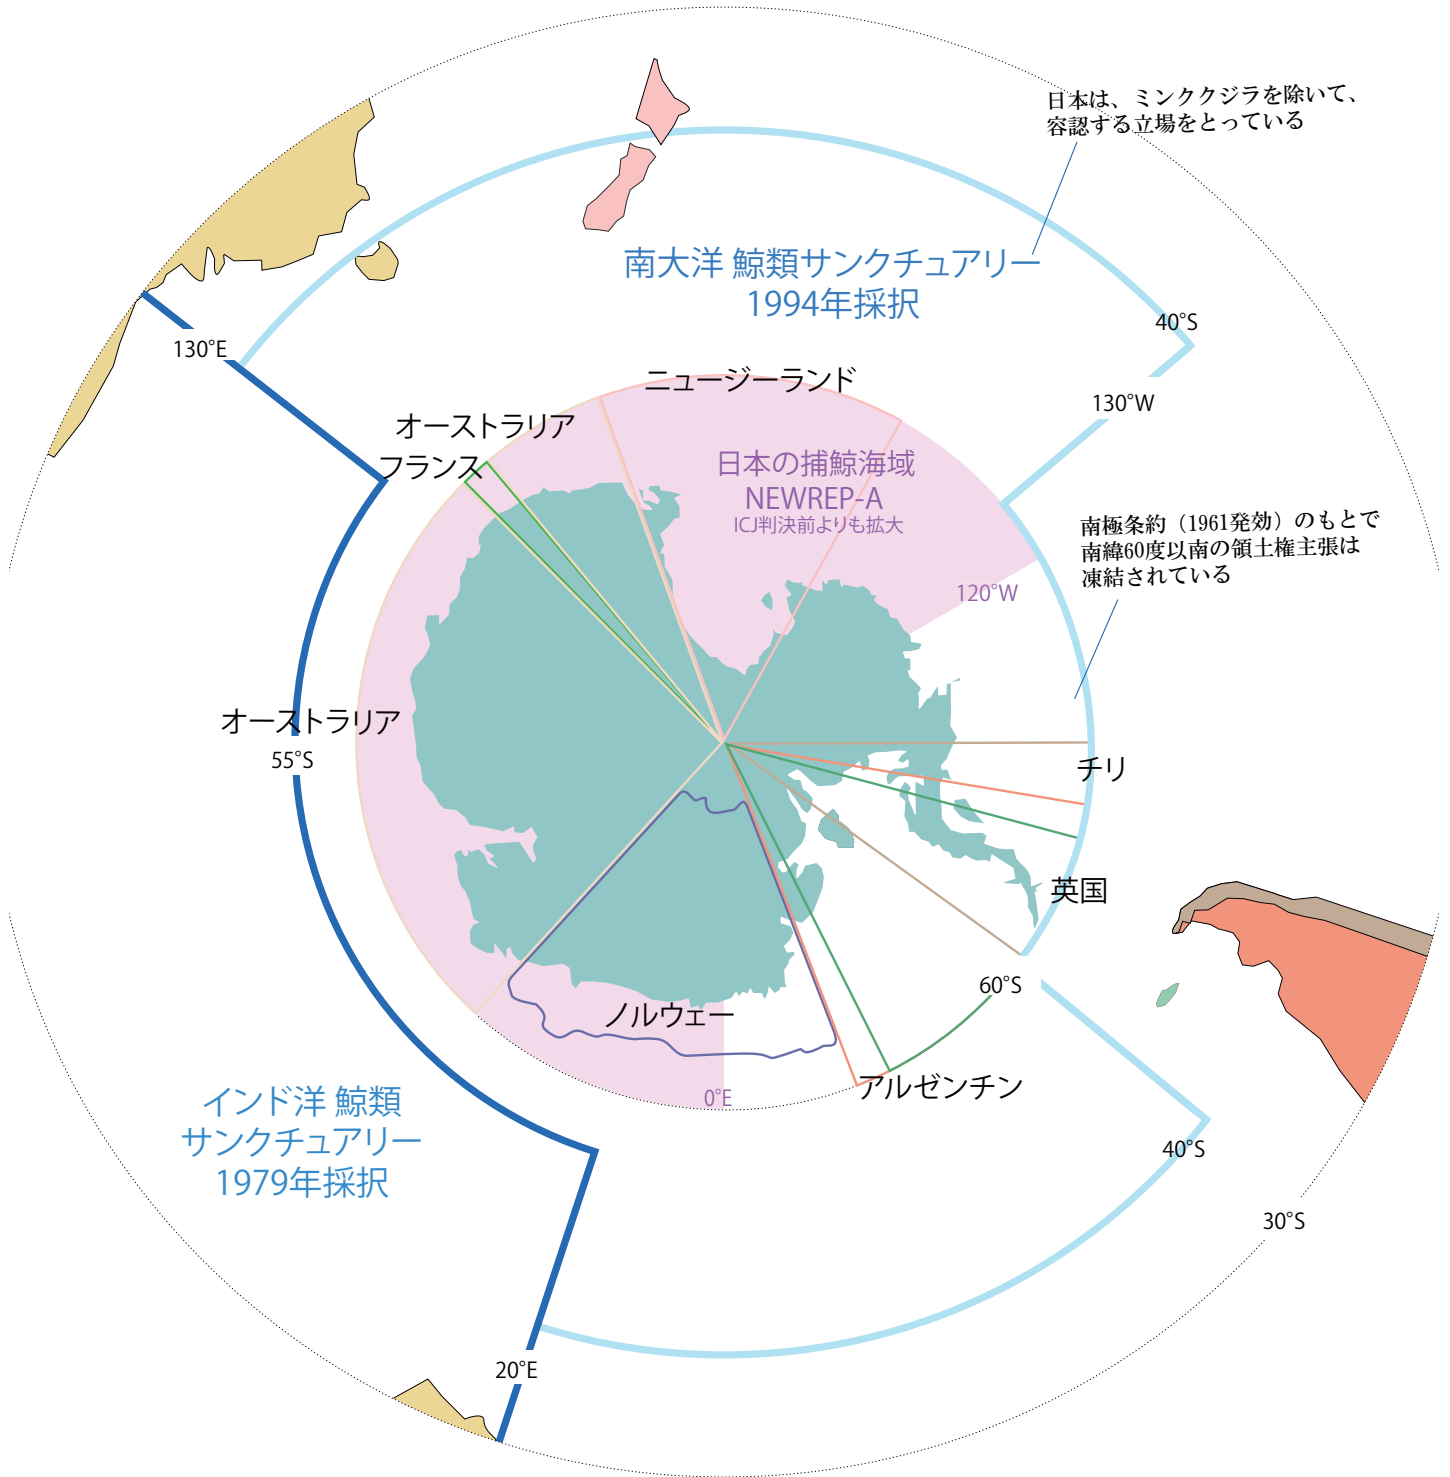 日本は、ミンククジラを除いて、
容認する立場をとっている
南大洋 鯨類サンクチュアリー
1994年採択
40°S
130°E
130°W
ニュージーランド
オーストラリア
フランス
日本の捕鯨海域
NEWREP-A
ICJ判決前よりも拡大
南極条約（1961発効）のもとで
南緯60度以南の領土権主張は
凍結されている
120°W
オーストラリア
55°S
チリ
英国
60°S
ノルウェー
0°E
アルゼンチン
インド洋 鯨類
サンクチュアリー
1979年採択
40°S
30°S
20°E